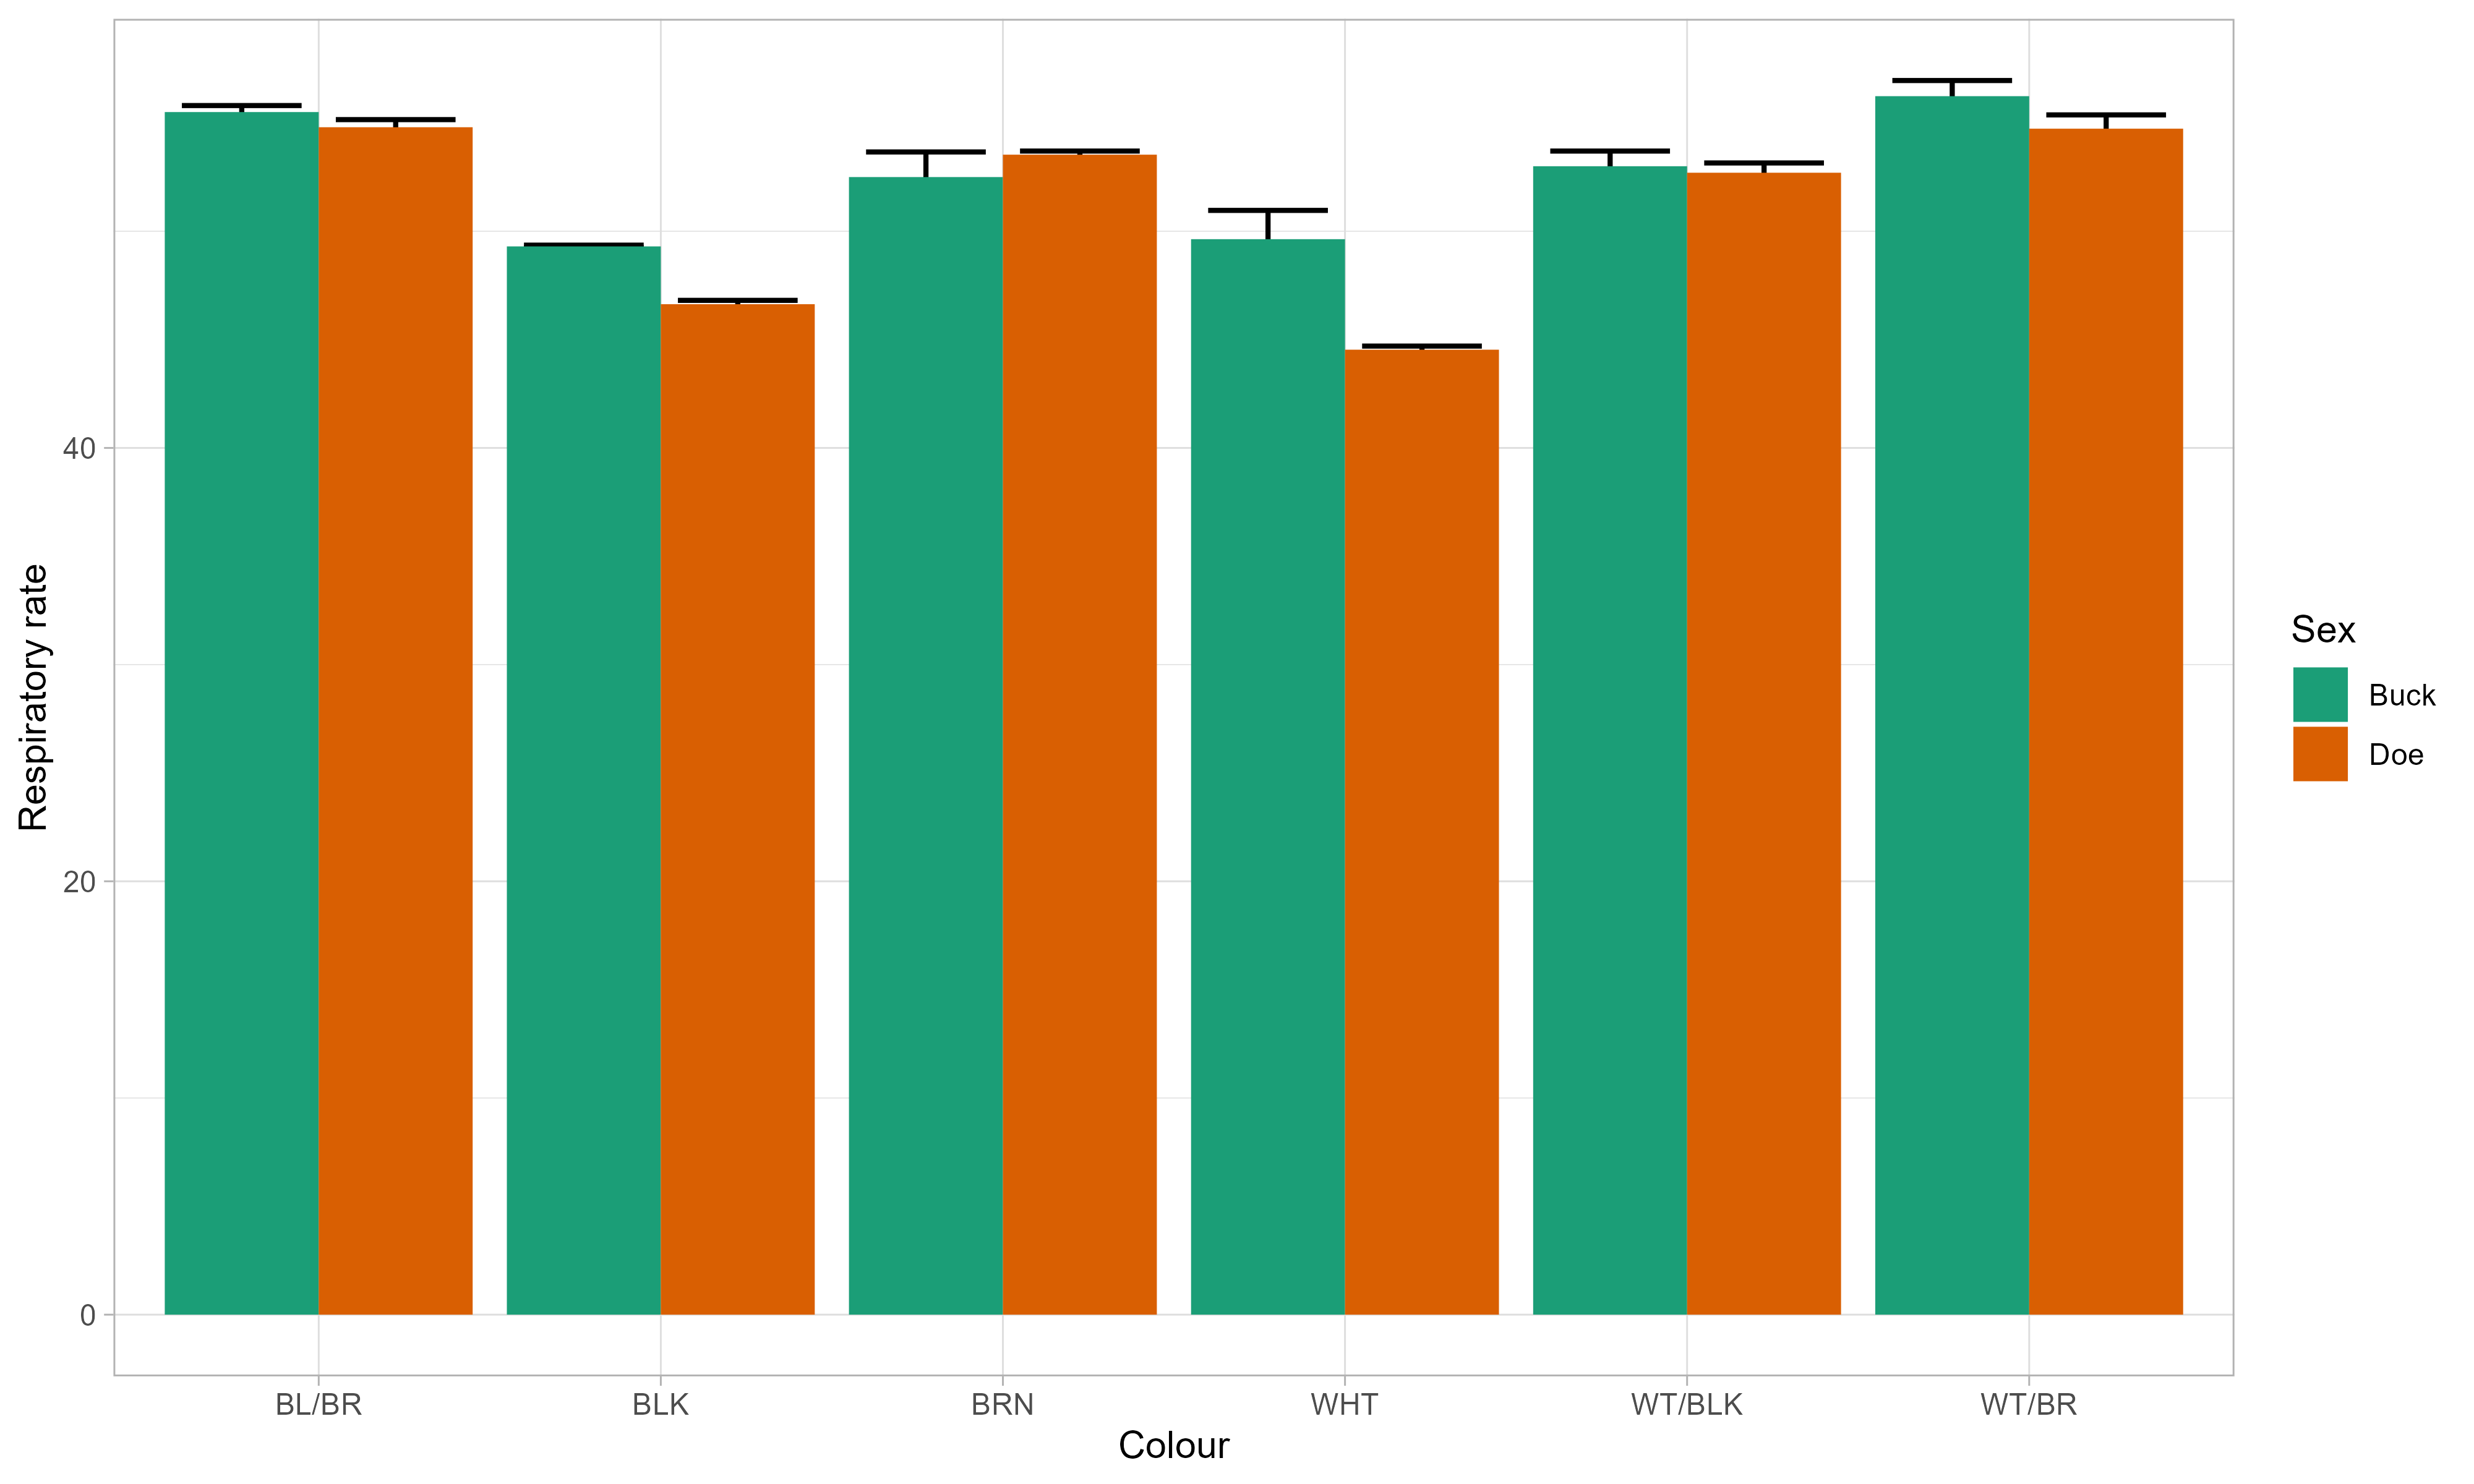 Respiratory rate
40
20
0
BL/BR
BLK
BRN
WHT
WT/BLK
WT/BR
Colour
Sex
Buck
Doe